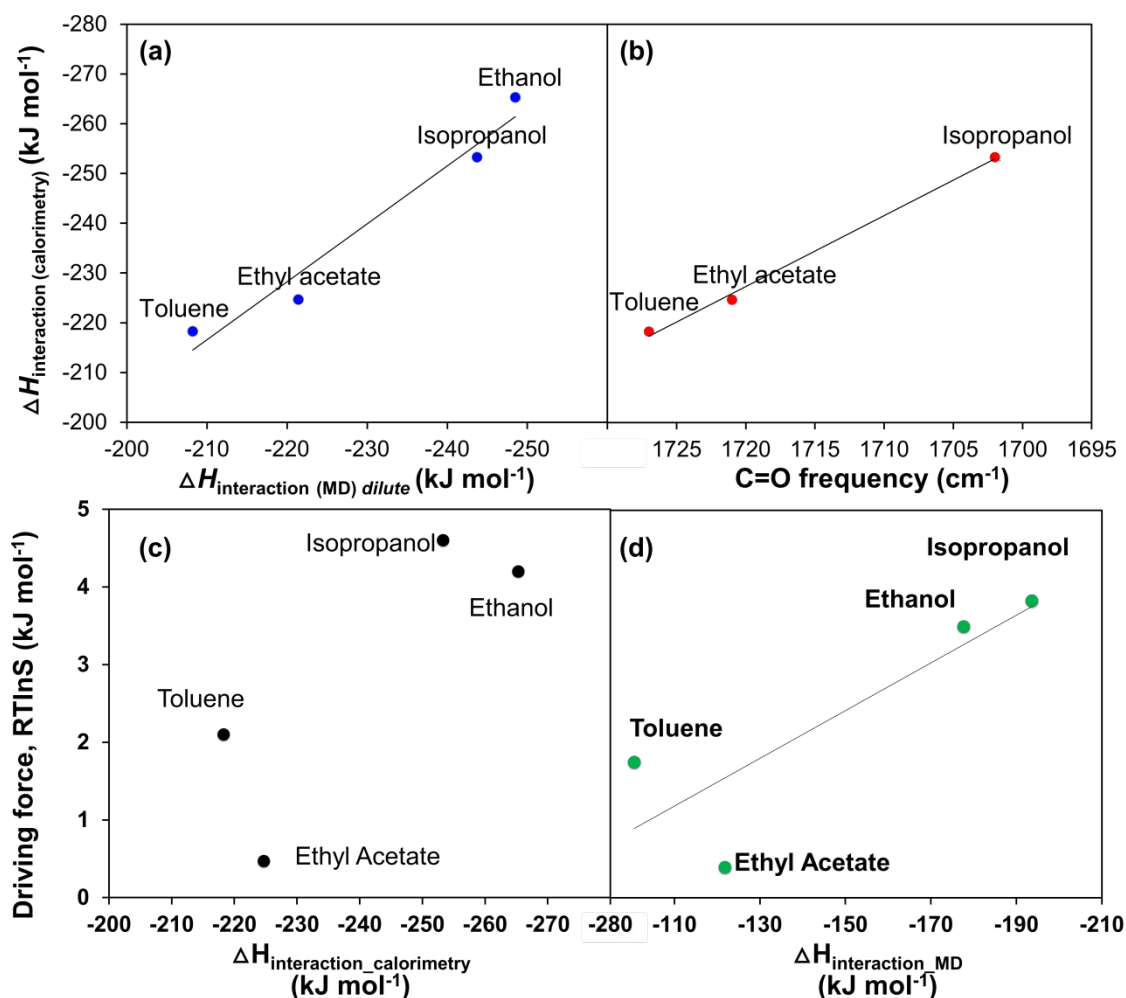 -280
-270
-260
-250
-240
-230
-220
-210
-200
△Hinteraction (calorimetry) (kJ mol-1)
(a)
Ethanol
Isopropanol
Ethyl acetate
Toluene
-200
-210
-220
-230
-240
-250
△Hinteraction (MD) dilute (kJ mol-1)
(b)
Isopropanol
Ethyl acetate
Toluene
1725
1720
1715
1710
1705
1700
1695
C=O frequency (cm-1)
5
4
3
2
1
0
Driving force, RTlnS (kJ mol-1)
(c)
Isopropanol
Ethanol
Toluene
Ethyl Acetate
-200
-210
-220
-230
-240
-250
-260
-270
-280
△Hinteraction_calorimetry
(kJ mol-1)
(d)
Isopropanol
Ethanol
Toluene
Ethyl Acetate
-110
-130
-150
-170
-190
-210
△Hinteraction_MD
(kJ mol-1)